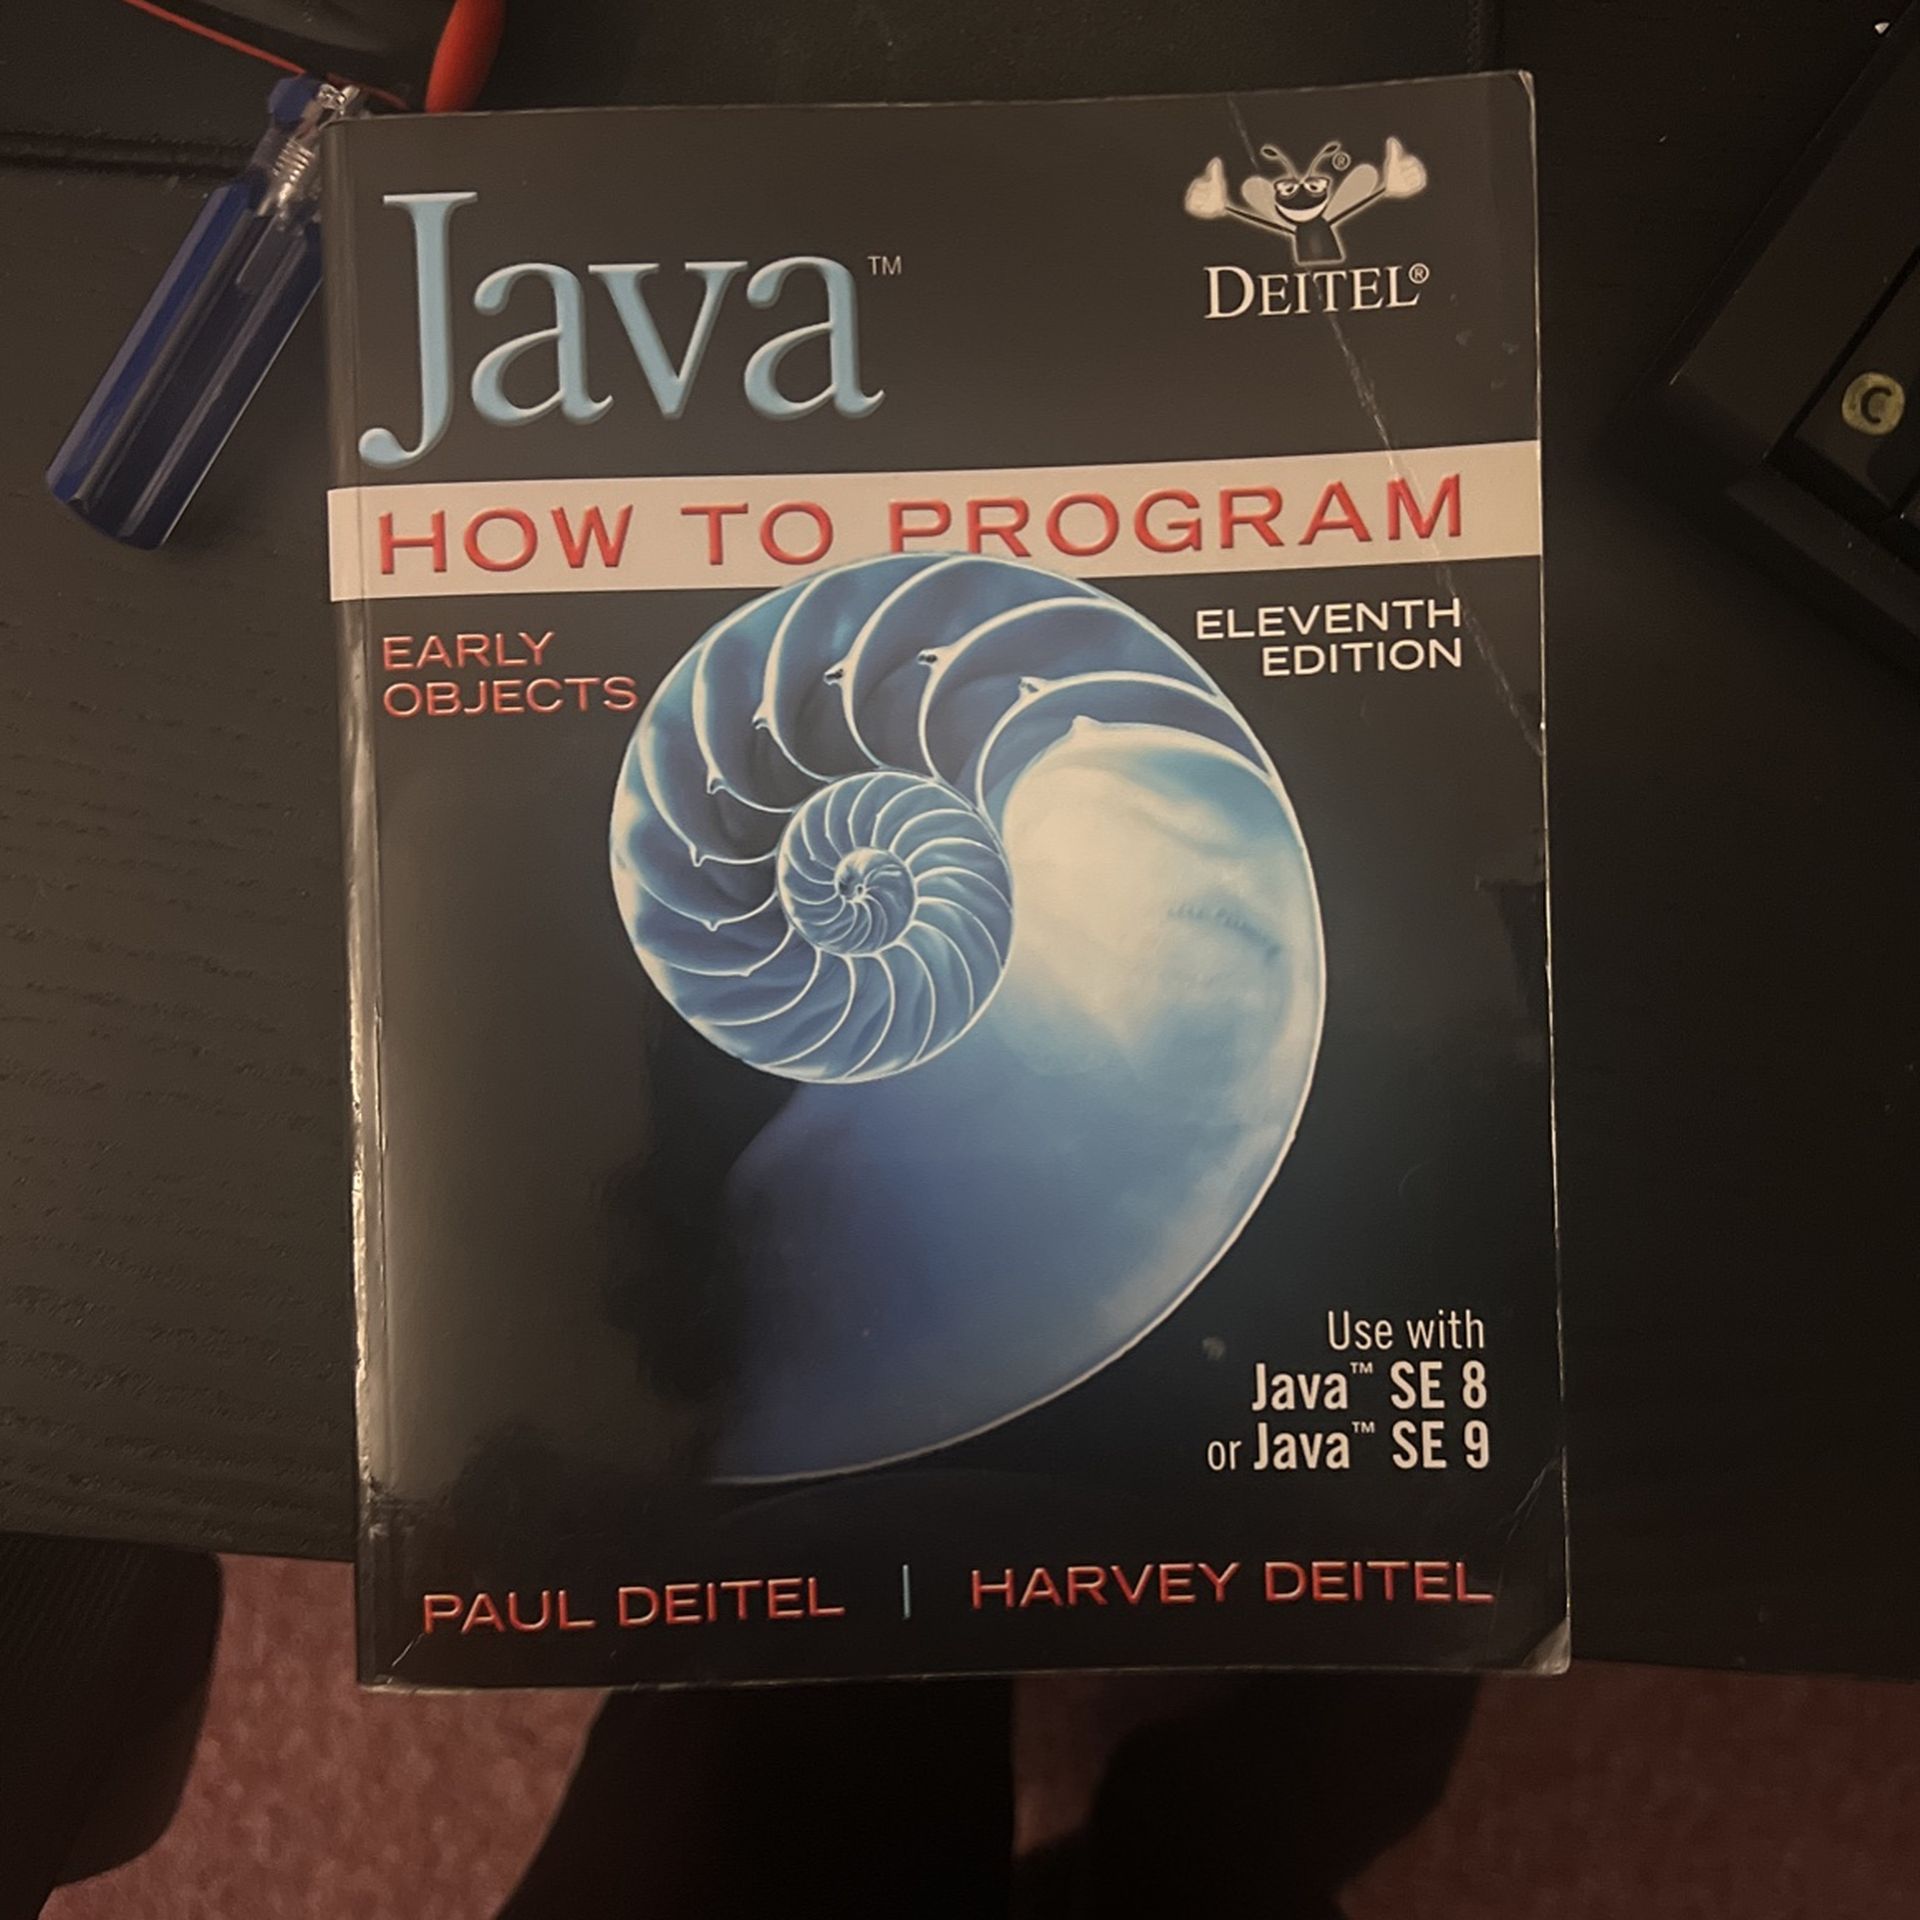 Java™
DEITEL®
HOW TO PROGRAM
EARLY
OBJECTS
ELEVENTH
EDITION
Use with
Java™ SE 8
or Java™ SE 9
PAUL DEITEL | HARVEY DEITEL
C